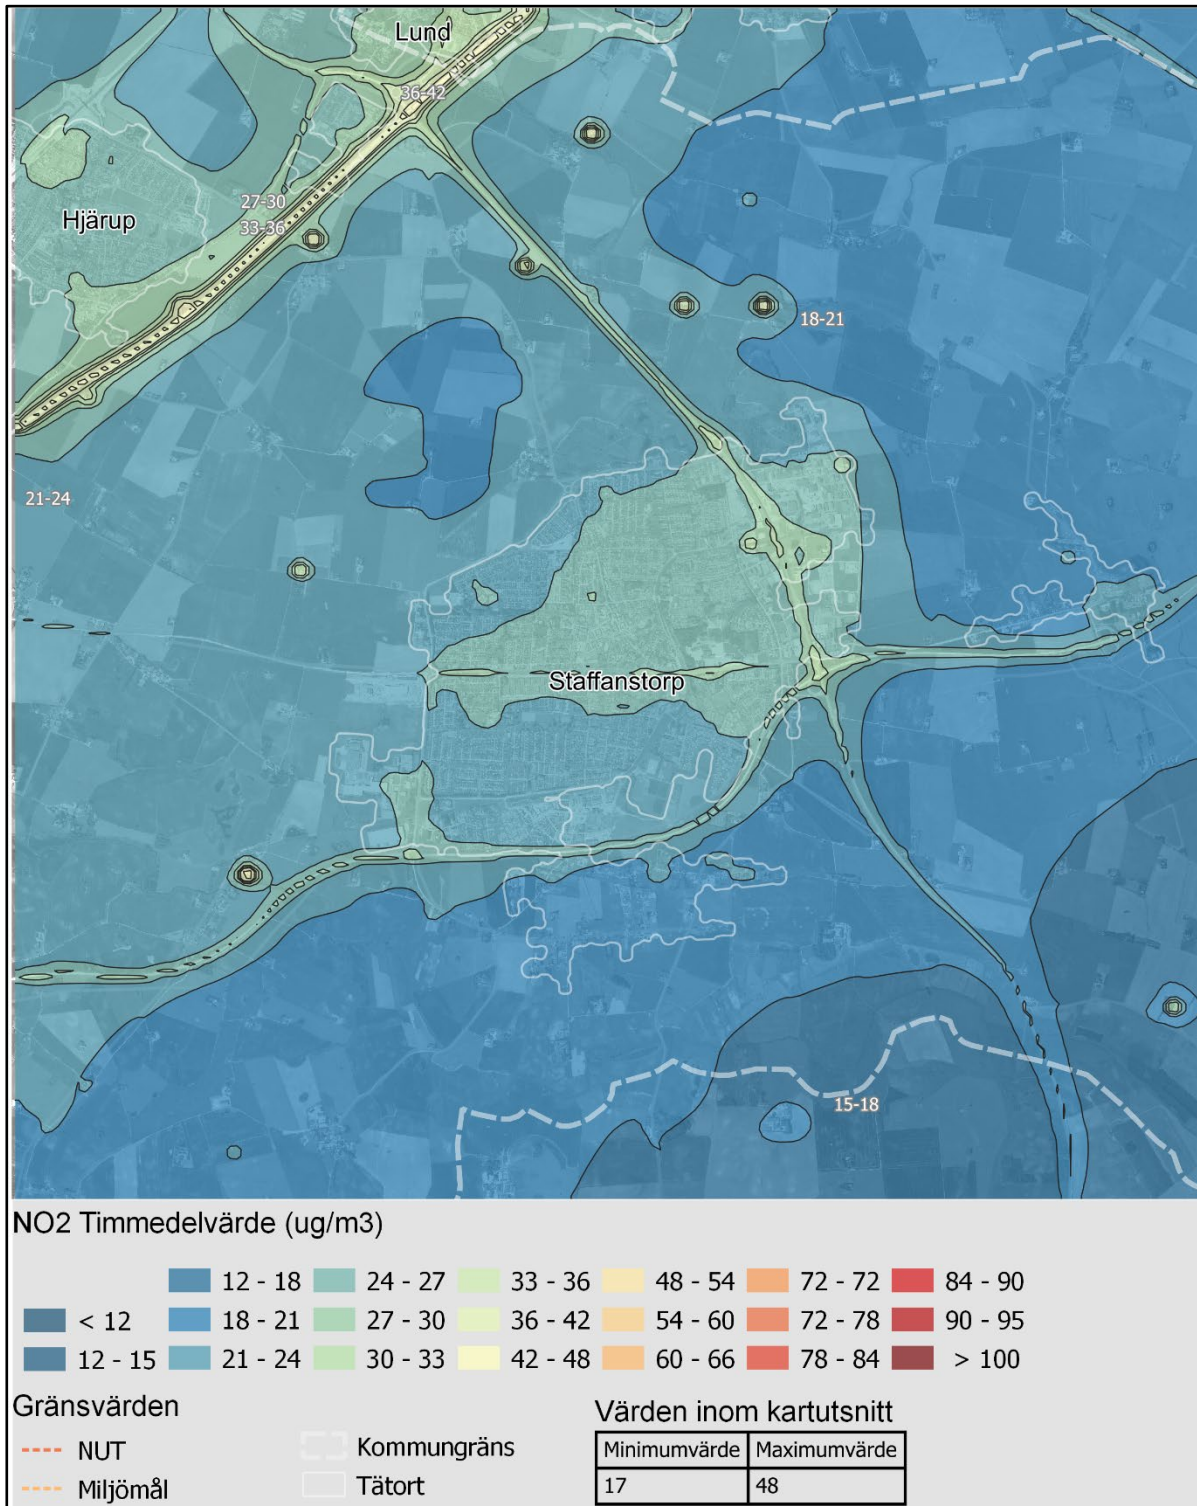 Lund
36-42
Hjärup
27-30
33-36
18-21
21-24
Staffanstorp
15-18
NO2 Timmedelvärde (ug/m3)
12 - 18 24 - 27 33 - 36 48 - 54 72 - 72 84 - 90
< 12 18 - 21 27 - 30 36 - 42 54 - 60 72 - 78 90 - 95
12 - 15 21 - 24 30 - 33 42 - 48 60 - 66 78 - 84 > 100
Gränsvärden
NUT
Miljömål
Kommungräns
Tätort
Värden inom kartutsnitt
Minimumvärde Maximumvärde
17 48